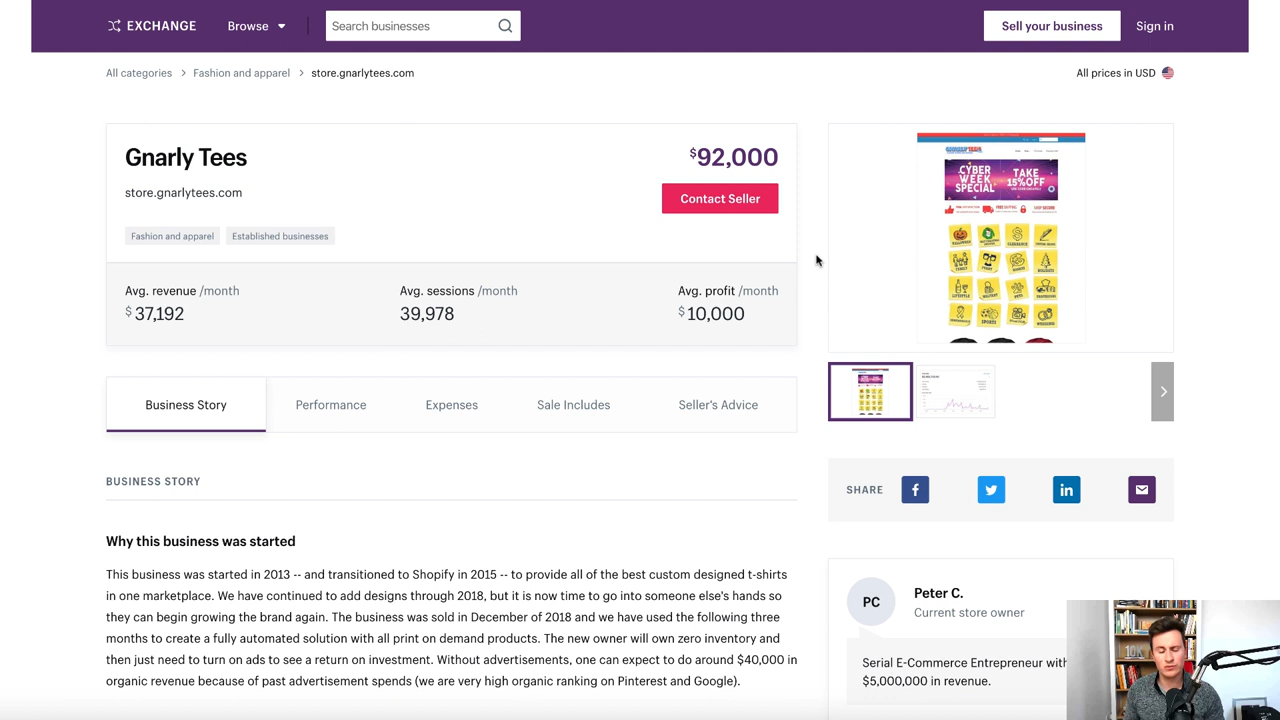 EXCHANGE
Browse
Search businesses
Sell your business
Sign in
All categories > Fashion and apparel > store.gnarlytees.com
All prices in USD
Gnarly Tees
$92,000
store.gnarlytees.com
Contact Seller
Fashion and apparel
Established businesses
Avg. revenue /month
Avg. sessions /month
Avg. profit /month
$37,192
39,978
$10,000
CYBER WEEK SPECIAL
TAKE 15% OFF
Business Story
Performance
Expenses
Sale Includes
Seller's Advice
BUSINESS STORY
SHARE
Why this business was started
This business was started in 2013 -- and transitioned to Shopify in 2015 -- to provide all of the best custom designed t-shirts
in one marketplace. We have continued to add designs through 2018, but it is now time to go into someone else's hands so
they can begin growing the brand again. The business was sold in December of 2018 and we have used the following three
months to create a fully automated solution with all print on demand products. The new owner will own zero inventory and
then just need to turn on ads to see a return on investment. Without advertisements, one can expect to do around $40,000 in
organic revenue because of past advertisement spends (we are very high organic ranking on Pinterest and Google).
PC
Peter C.
Current store owner
Serial E-Commerce Entrepreneur with
$5,000,000 in revenue.